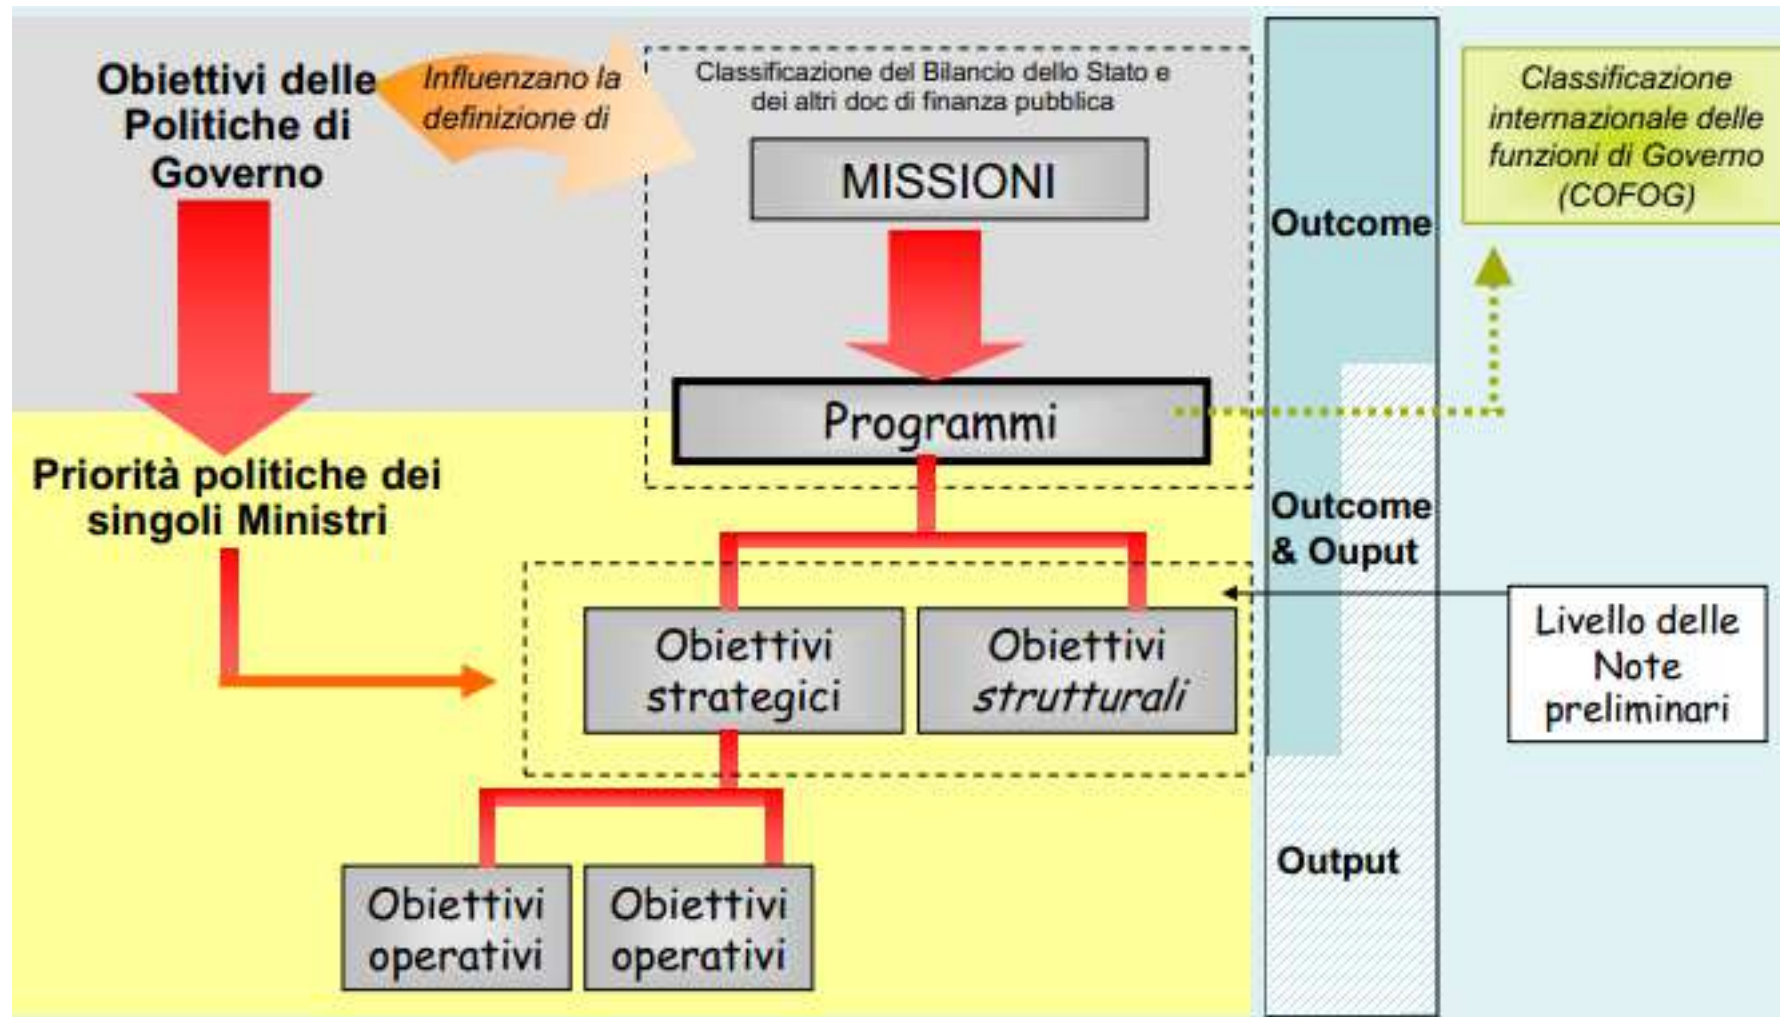 Obiettivi delle
Politiche di
Governo
Influenzano la
definizione di
Classificazione del Bilancio dello Stato e
dei altri doc di finanza pubblica
MISSIONI
Outcome
Classificazione
internazionale delle
funzioni di Governo
(COFOG)
Programmi
Priorità politiche dei
singoli Ministri
Outcome
& Ouput
Obiettivi
strategici
Obiettivi
strutturali
Livello delle
Note
preliminari
Output
Obiettivi
operativi
Obiettivi
operativi